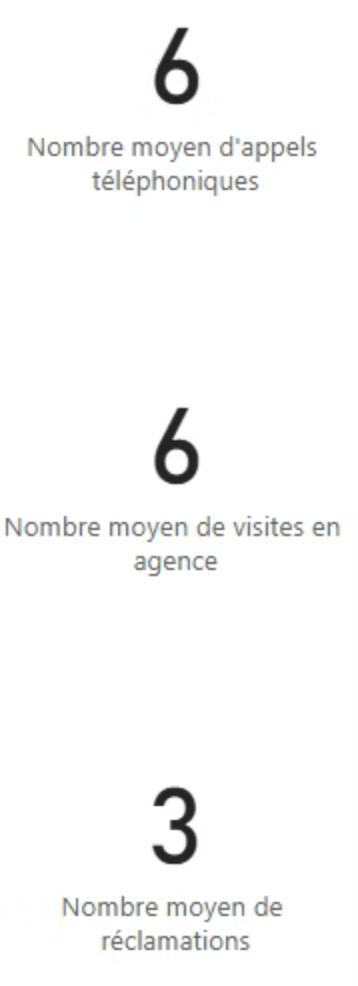 6
Nombre moyen d'appels
téléphoniques
6
Nombre moyen de visites en
agence
3
Nombre moyen de
réclamations